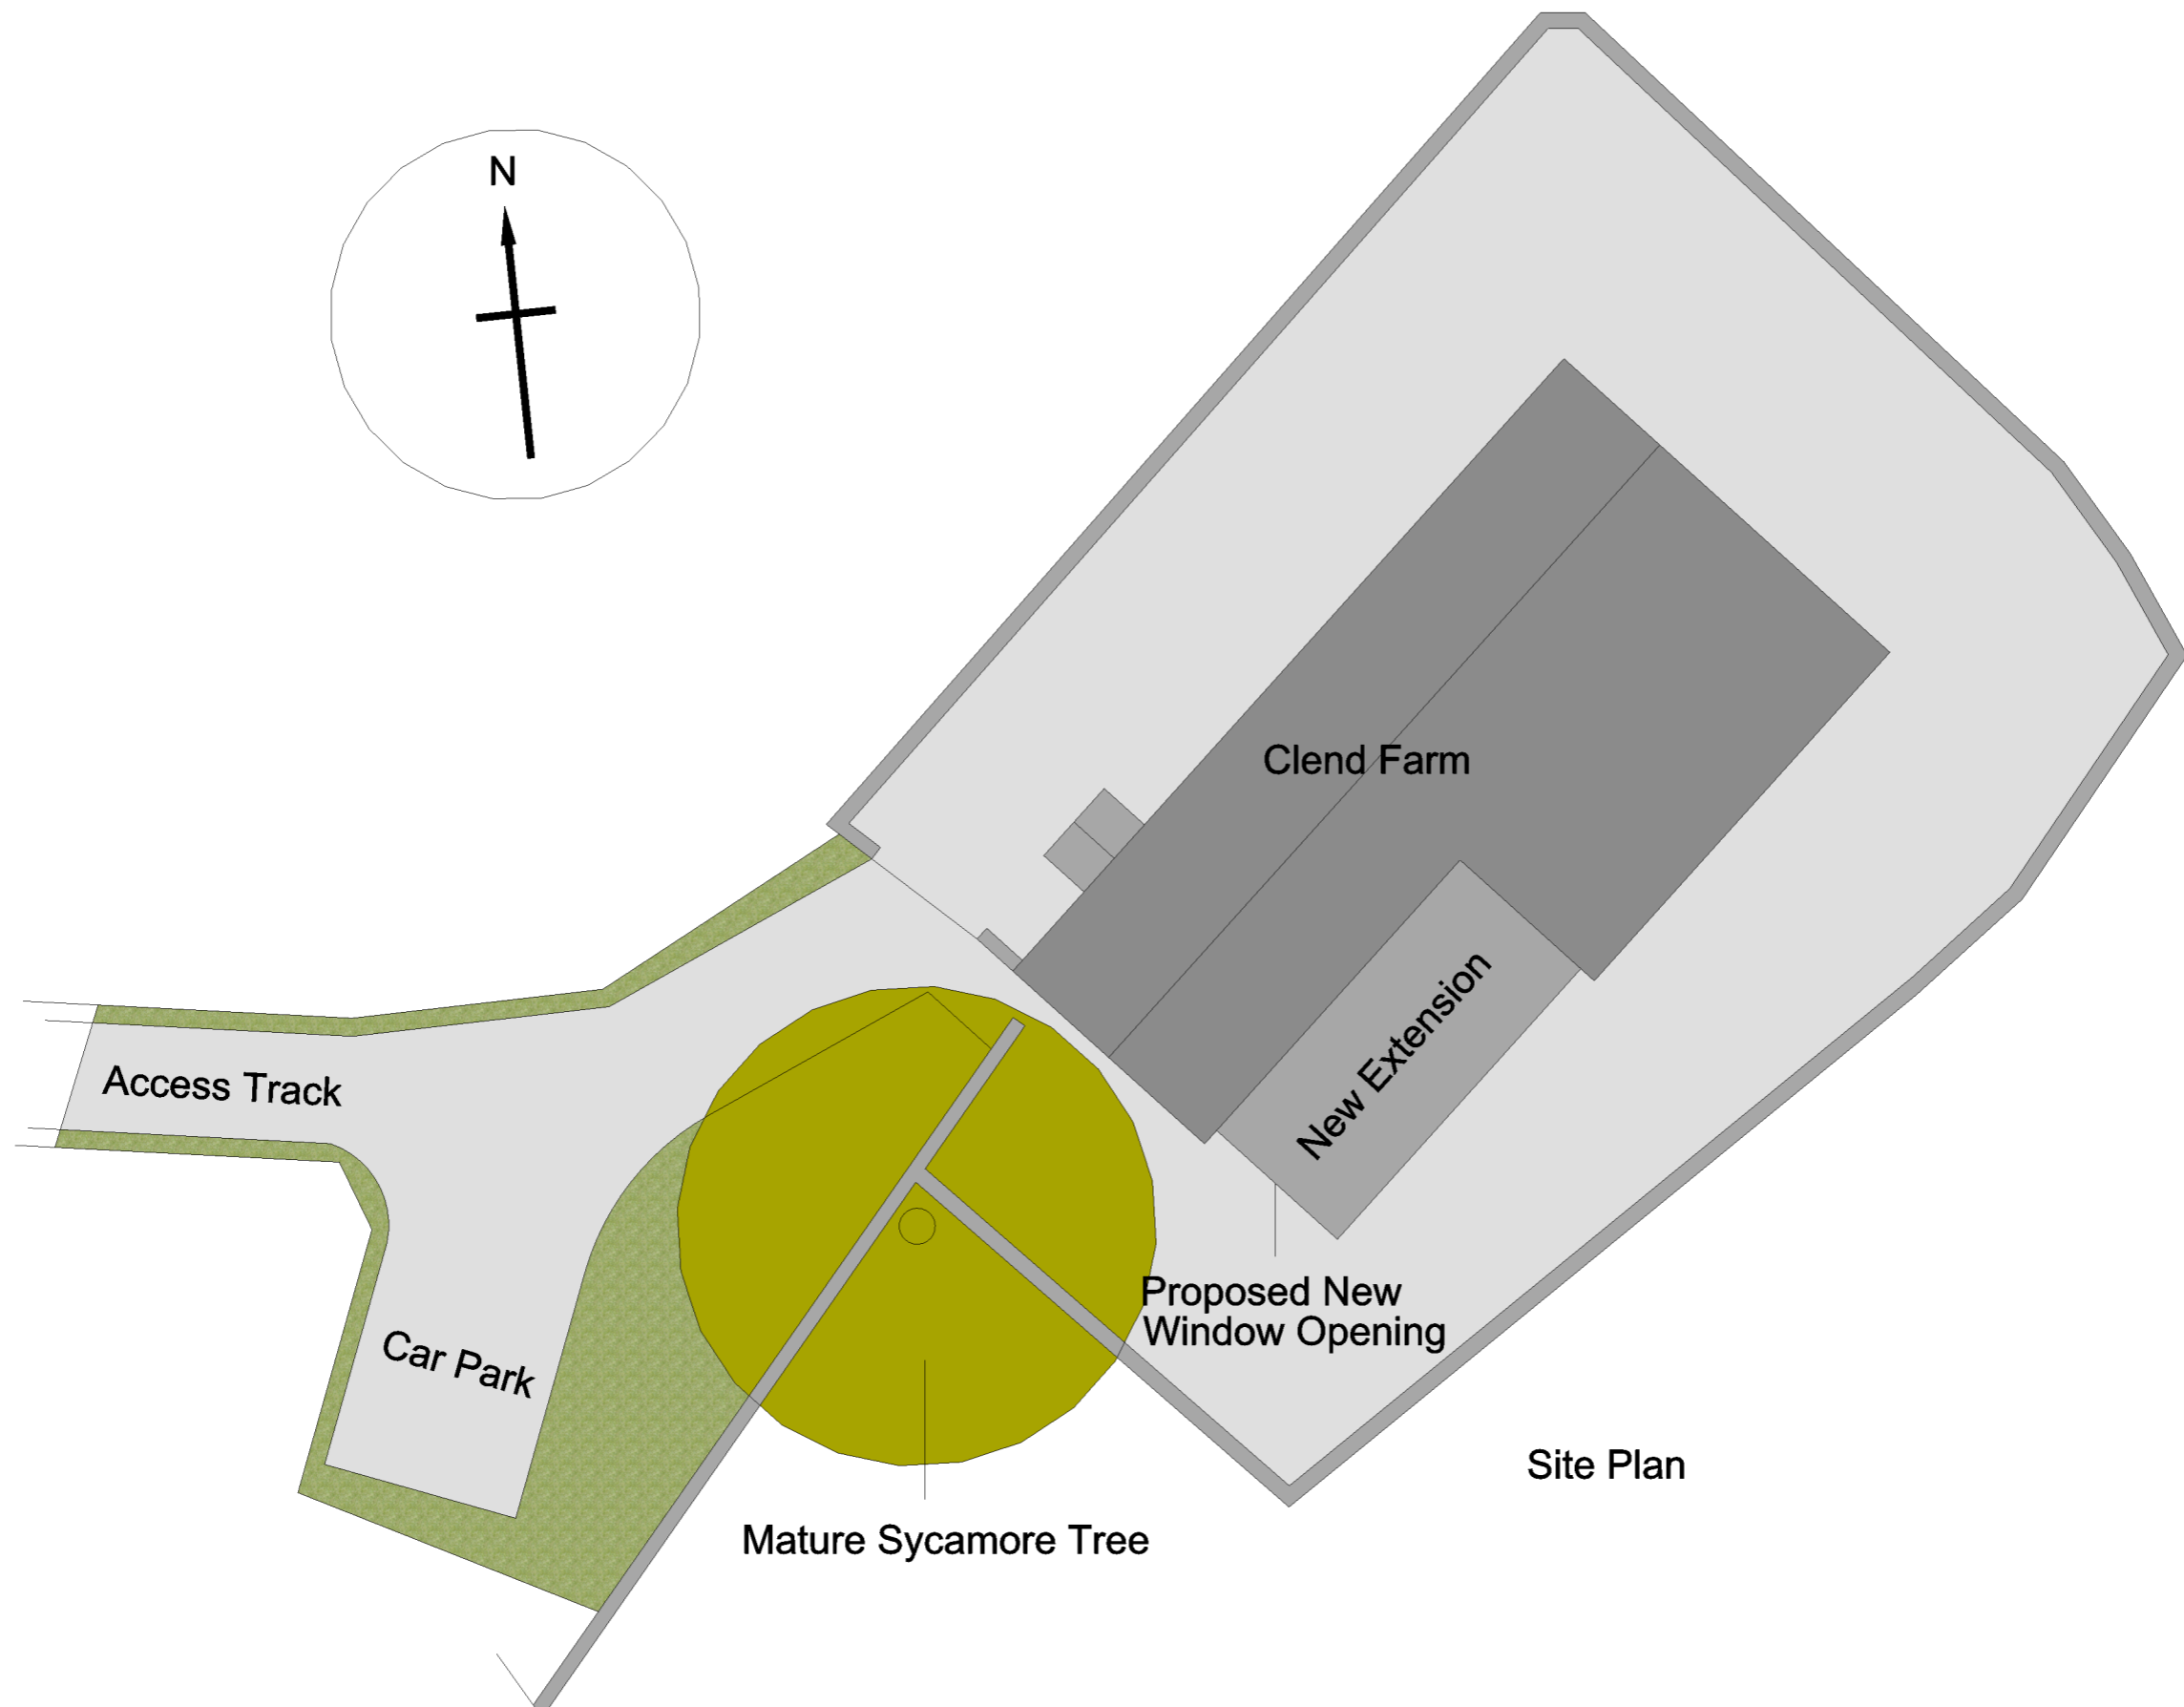 N
Clend Farm
New Extension
Access Track
Proposed New
Window Opening
Car Park
Site Plan
Mature Sycamore Tree